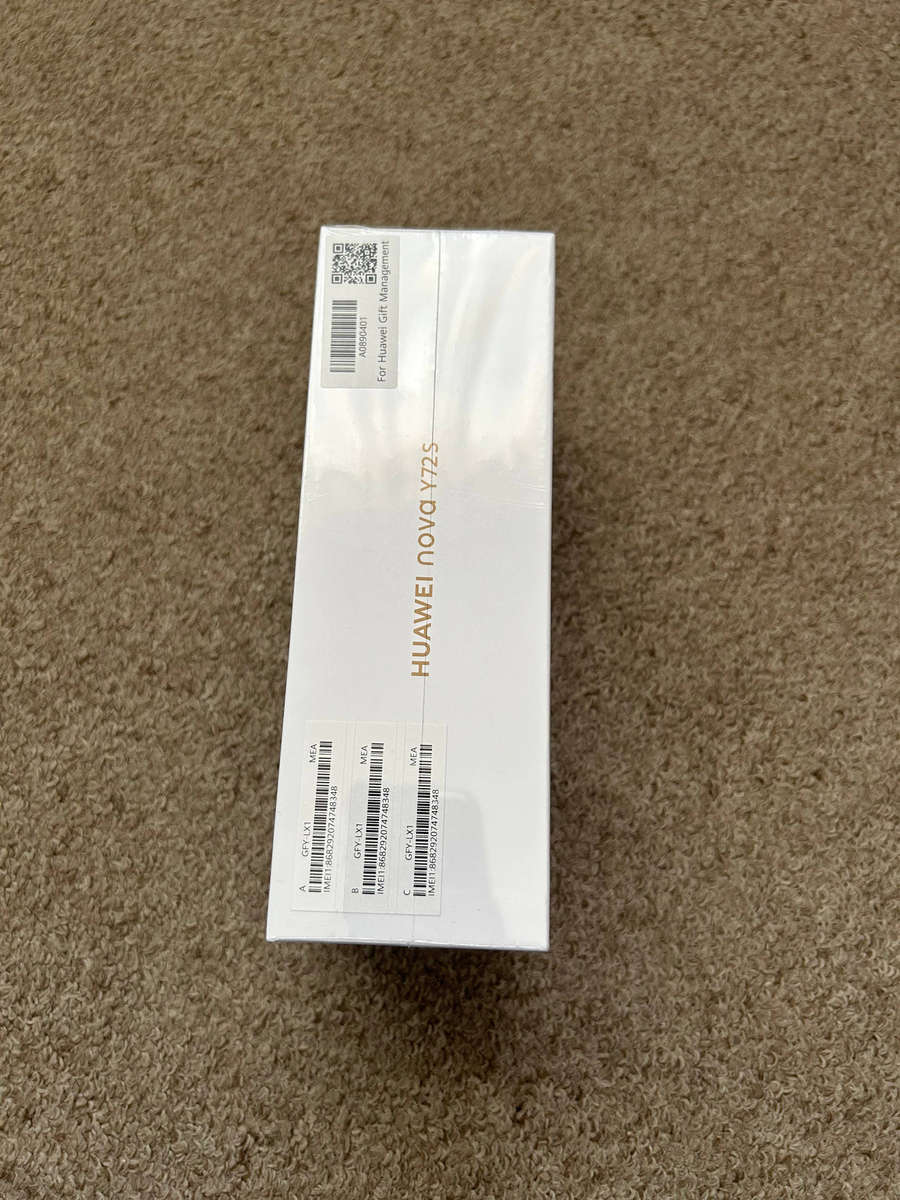 A0890401
For Huawei Gift Management
HUAWEI nova Y72S
A GFY-LX1 MEA
IMEI1:868292074748348
B GFY-LX1 MEA
IMEI1:868292074748348
C GFY-LX1 MEA
IMEI1:868292074748348